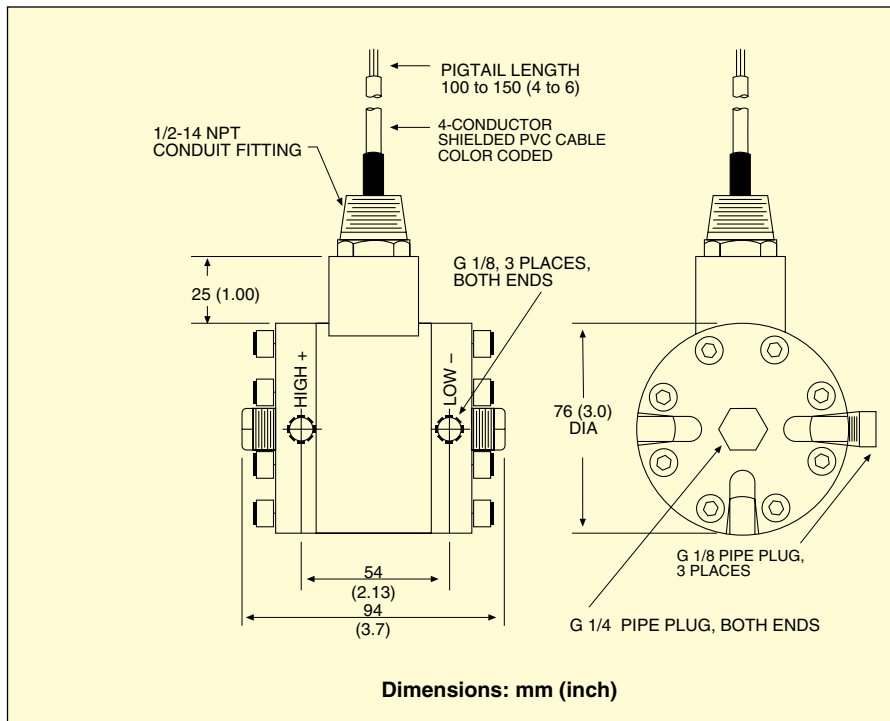 PIGTAIL LENGTH
100 to 150 (4 to 6)
1/2-14 NPT
CONDUIT FITTING
4-CONDUCTOR
SHIELDED PVC CABLE
COLOR CODED
G 1/8, 3 PLACES,
BOTH ENDS
25 (1.00)
HIGH +
LOW –
76 (3.0)
DIA
G 1/8 PIPE PLUG,
3 PLACES
54
(2.13)
94
(3.7)
G 1/4 PIPE PLUG, BOTH ENDS
Dimensions: mm (inch)